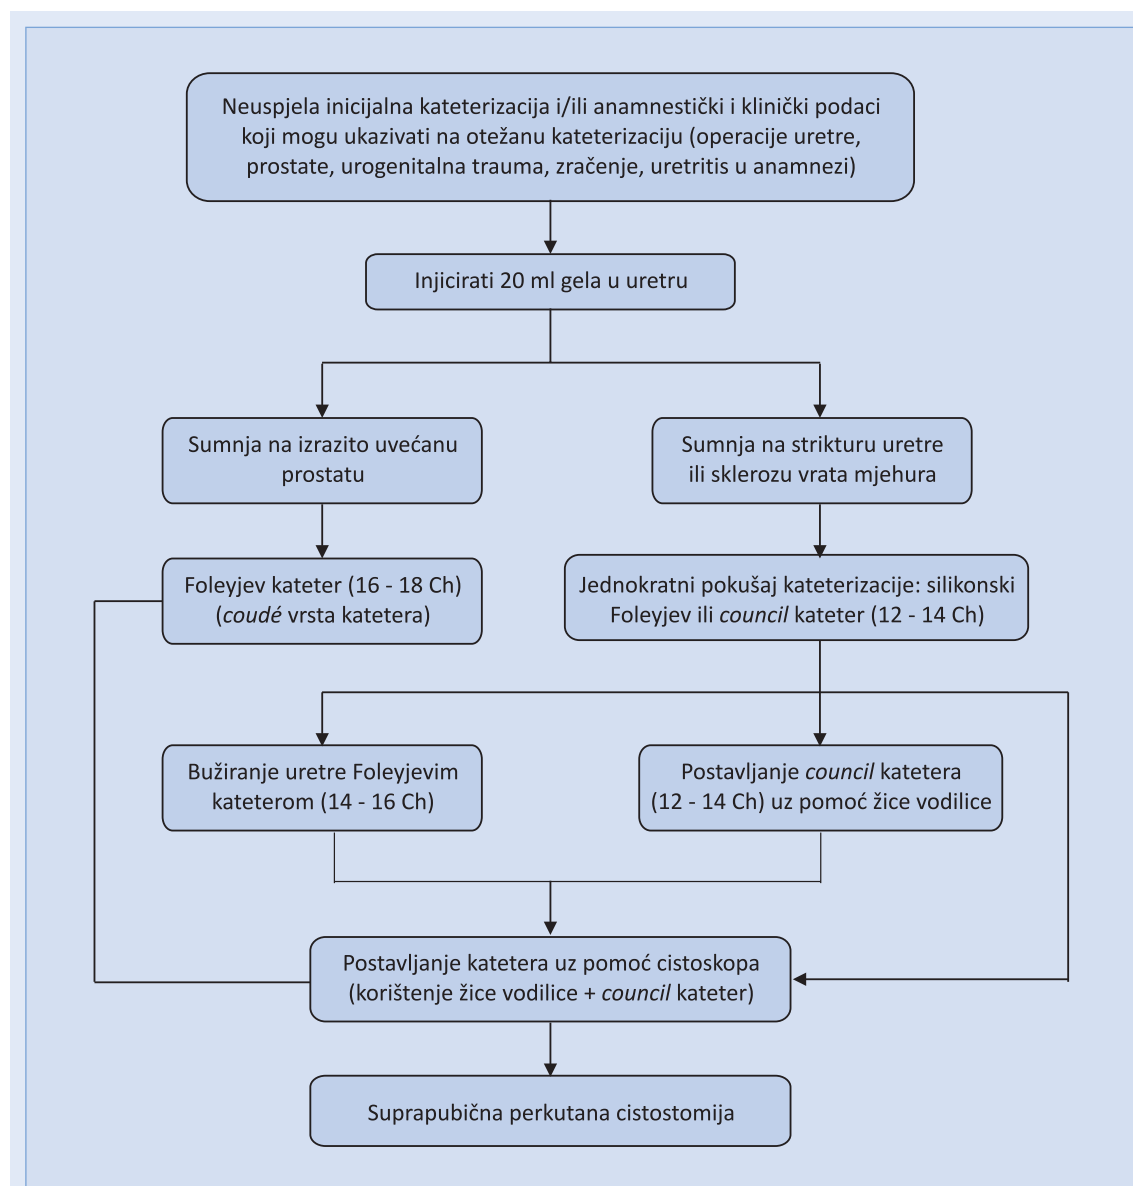 Neuspjela inicijalna kateterizacija i/ili anamnestički i klinički podaci
koji mogu ukazivati na otežanu kateterizaciju (operacije uretre,
prostate, urogenitalna trauma, zračenje, uretritis u anamnezi)
Injicirati 20 ml gela u uretru
Sumnja na izrazito uvećanu
prostatu
Sumnja na strikturu uretre
ili sklerozu vrata mjehura
Foleyjev kateter (16 - 18 Ch)
(coudé vrsta katetera)
Jednokratni pokušaj kateterizacije: silikonski
Foleyjev ili council kateter (12 - 14 Ch)
Bužiranje uretre Foleyjevim
kateterom (14 - 16 Ch)
Postavljanje council katetera
(12 - 14 Ch) uz pomoć žice vodilice
Postavljanje katetera uz pomoć cistoskopa
(korištenje žice vodilice + council kateter)
Suprapubična perkutana cistostomija